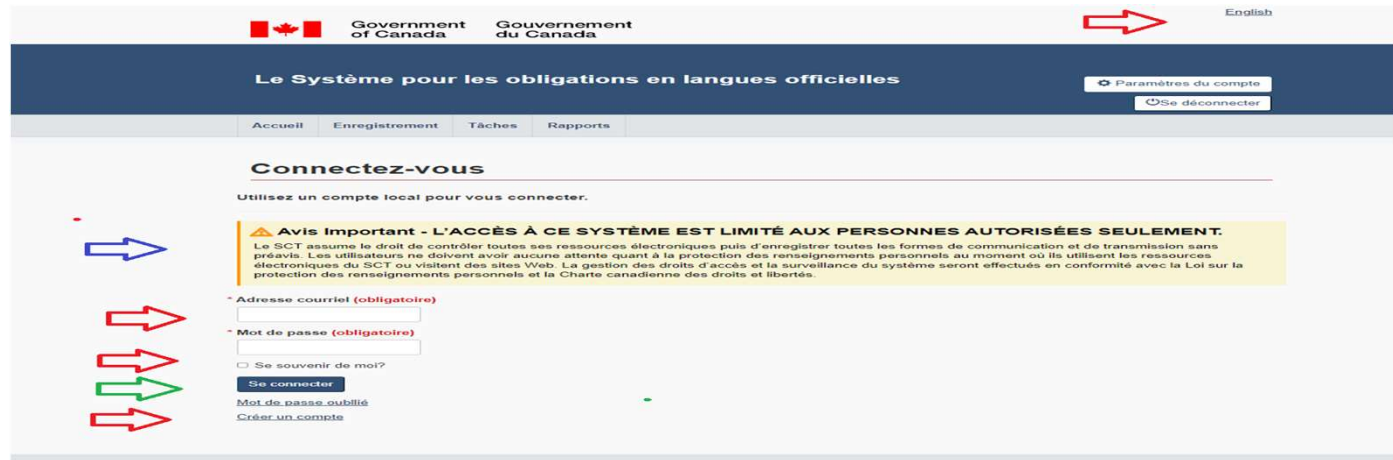 English
Government Gouvernement
of Canada du Canada
Le Système pour les obligations en langues officielles
Paramètres du compte
Se déconnecter
Accueil Enregistrement Tâches Rapports
Connectez-vous
Utilisez un compte local pour vous connecter.
Avis Important - L'ACCÈS À CE SYSTÈME EST LIMITÉ AUX PERSONNES AUTORISÉES SEULEMENT.
Le SCT assume le droit de contrôler toutes ses ressources électroniques puis d'enregistrer toutes les formes de communication et de transmission sans
préavis. Les utilisateurs ne doivent avoir aucune attente quant à la protection des renseignements personnels au moment où ils utilisent les ressources
électroniques du SCT ou visitent des sites Web. La gestion des droits d'accès et la surveillance du système seront effectués en conformité avec la Loi sur la
protection des renseignements personnels et la Charte canadienne des droits et libertés.
* Adresse courriel (obligatoire)
* Mot de passe (obligatoire)
Se souvenir de moi?
Se connecter
Mot de passe oubllié
Créer un compte